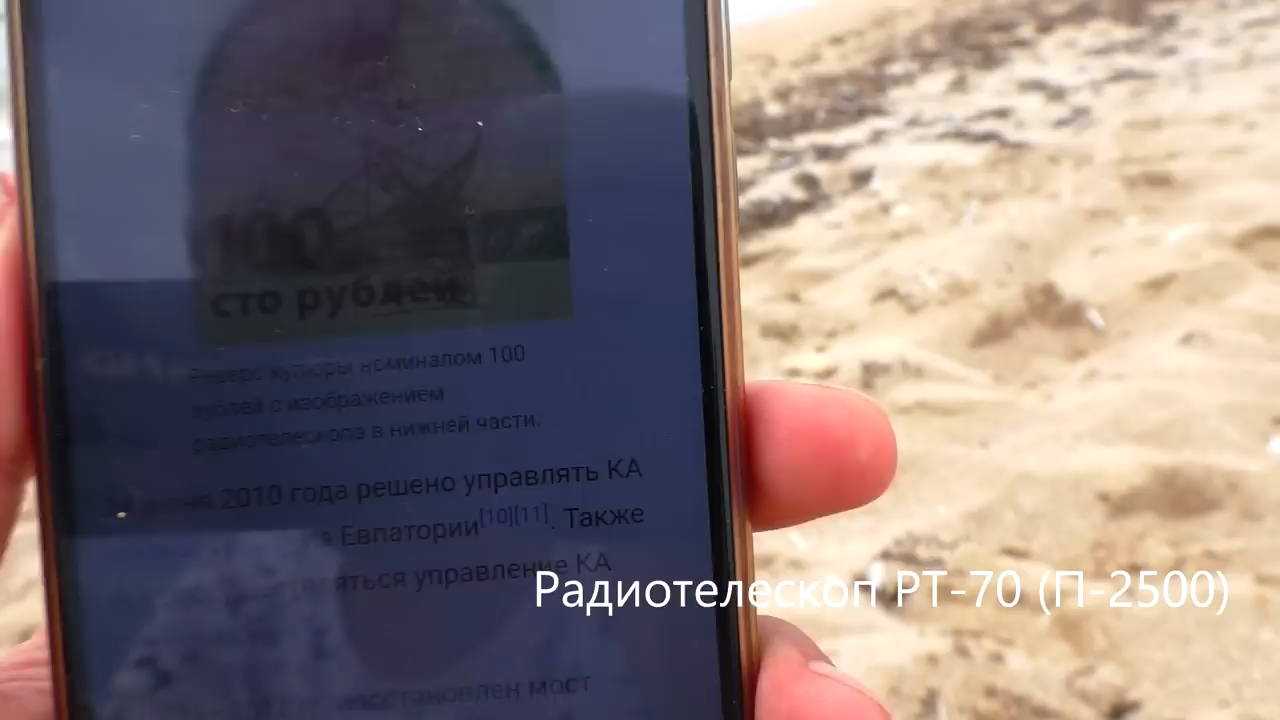 100
сто рублей
Реверс купюры номиналом 100
рублей с изображением
радиотелескопа в нижней части.
2010 года решено управлять КА
Евпатории[10][11]. Также
управление КА
Радиотелескоп РТ-70 (П-2500)
восстановлен мост